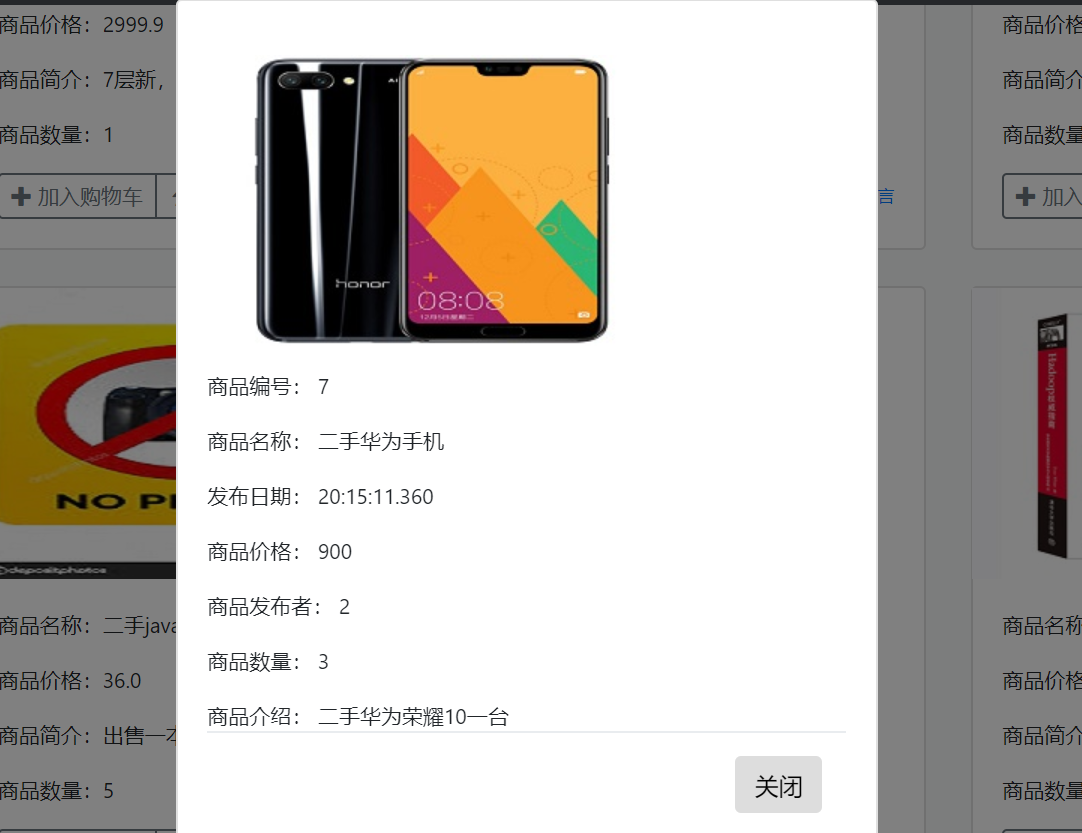 商品价格：2999.9
商品简介：7层新，
商品数量：1
加入购物车
言
商品价格
商品简介
商品数量
加入
honor
08:08
商品编号： 7
商品名称： 二手华为手机
发布日期： 20:15:11.360
商品价格： 900
商品发布者： 2
商品数量： 3
商品介绍： 二手华为荣耀10一台
关闭
NO P
©depositphotos
商品名称：二手java
商品价格：36.0
商品简介：出售一本
商品数量：5
商品名称
商品价格
商品简介
商品数量